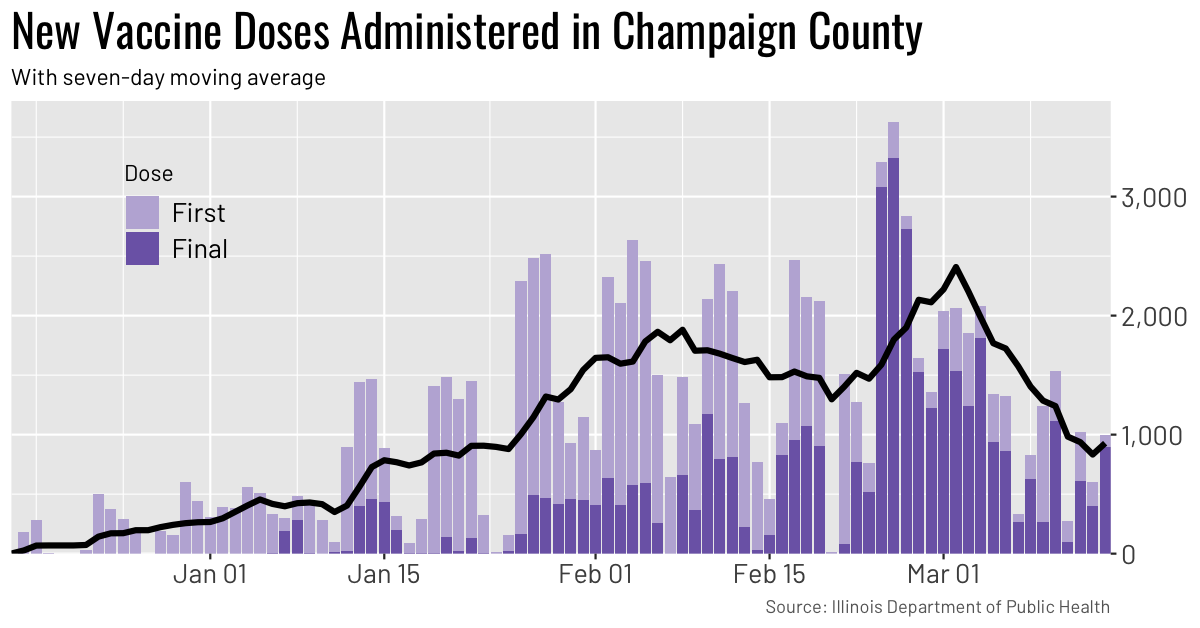 New Vaccine Doses Administered in Champaign County
With seven-day moving average
Dose
First
Final
3,000
2,000
1,000
0
Jan 01 Jan 15 Feb 01 Feb 15 Mar 01
Source: Illinois Department of Public Health